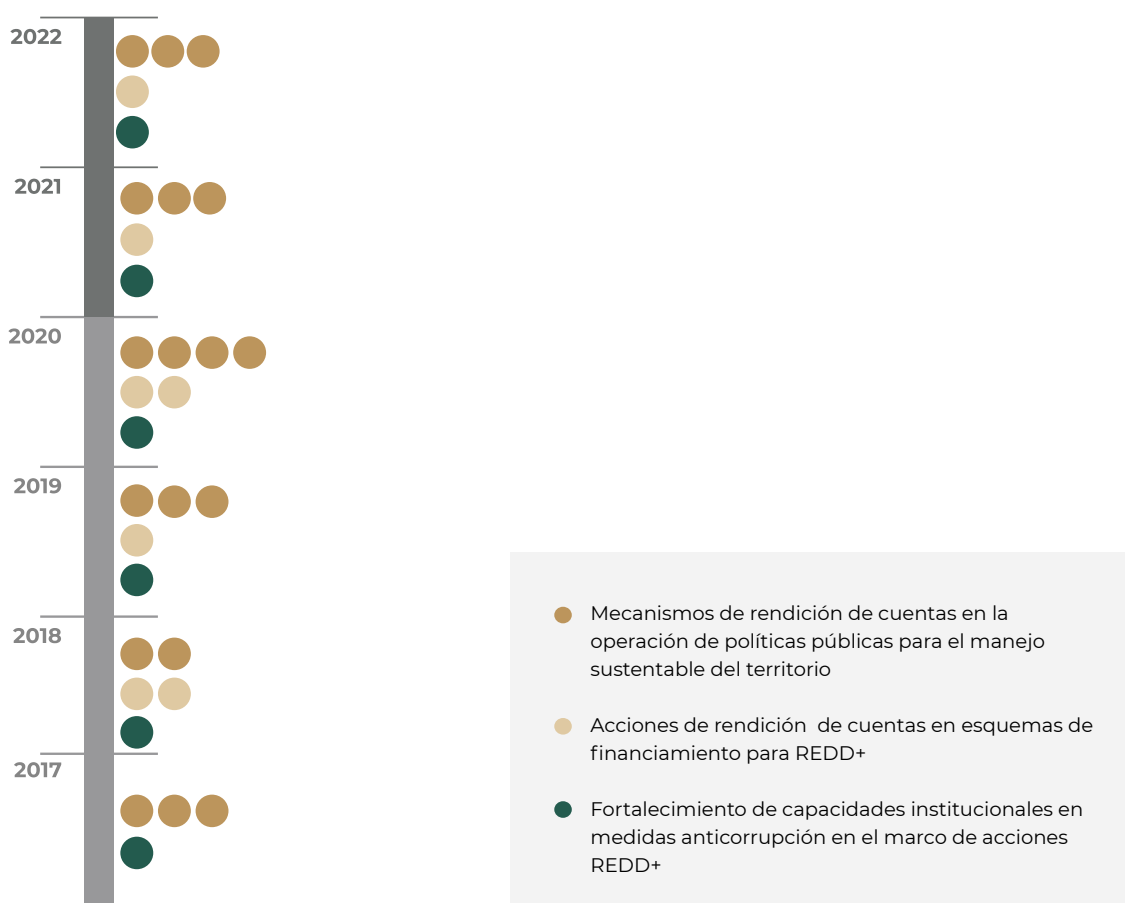 2022
2021
2020
2019
2018
2017
Mecanismos de rendición de cuentas en la
operación de políticas públicas para el manejo
sustentable del territorio
Acciones de rendición  de cuentas en esquemas de
financiamiento para REDD+
Fortalecimiento de capacidades institucionales en
medidas anticorrupción en el marco de acciones
REDD+